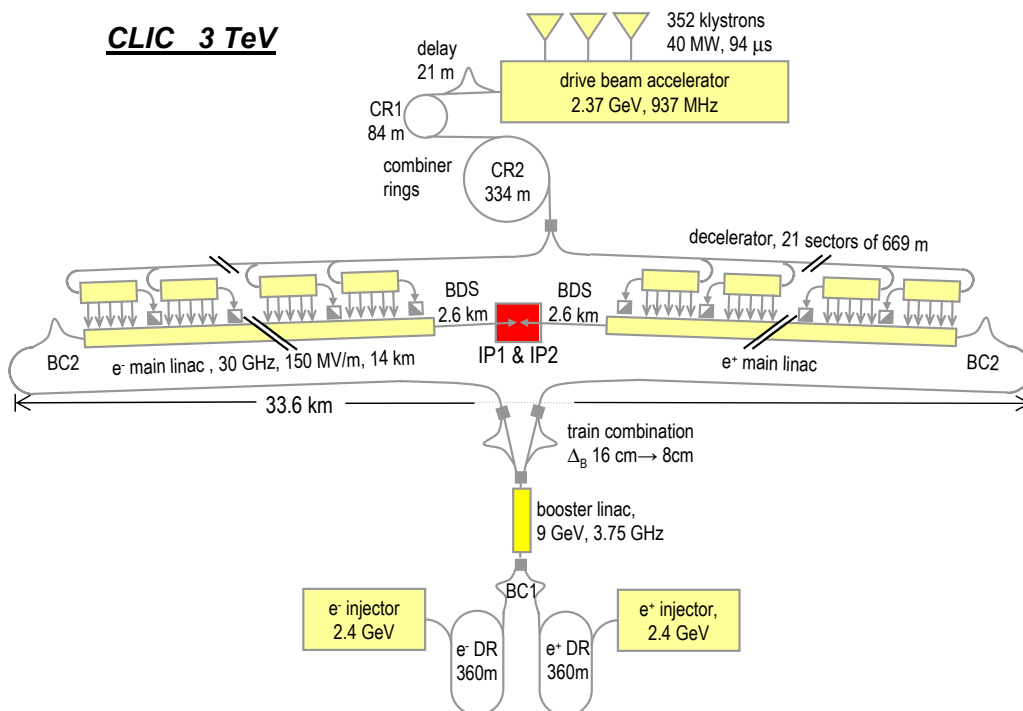 CLIC 3 TeV
352 klystrons
40 MW, 94 μs
delay
21 m
drive beam accelerator
2.37 GeV, 937 MHz
CR1
84 m
combiner
rings
CR2
334 m
decelerator, 21 sectors of 669 m
BDS
2.6 km
BDS
2.6 km
IP1 & IP2
BC2
e⁻ main linac , 30 GHz, 150 MV/m, 14 km
e⁺ main linac
BC2
33.6 km
train combination
Δ_B 16 cm→ 8cm
booster linac,
9 GeV, 3.75 GHz
BC1
e⁻ injector
2.4 GeV
e⁻ DR
360m
e⁺ DR
360m
e⁺ injector,
2.4 GeV